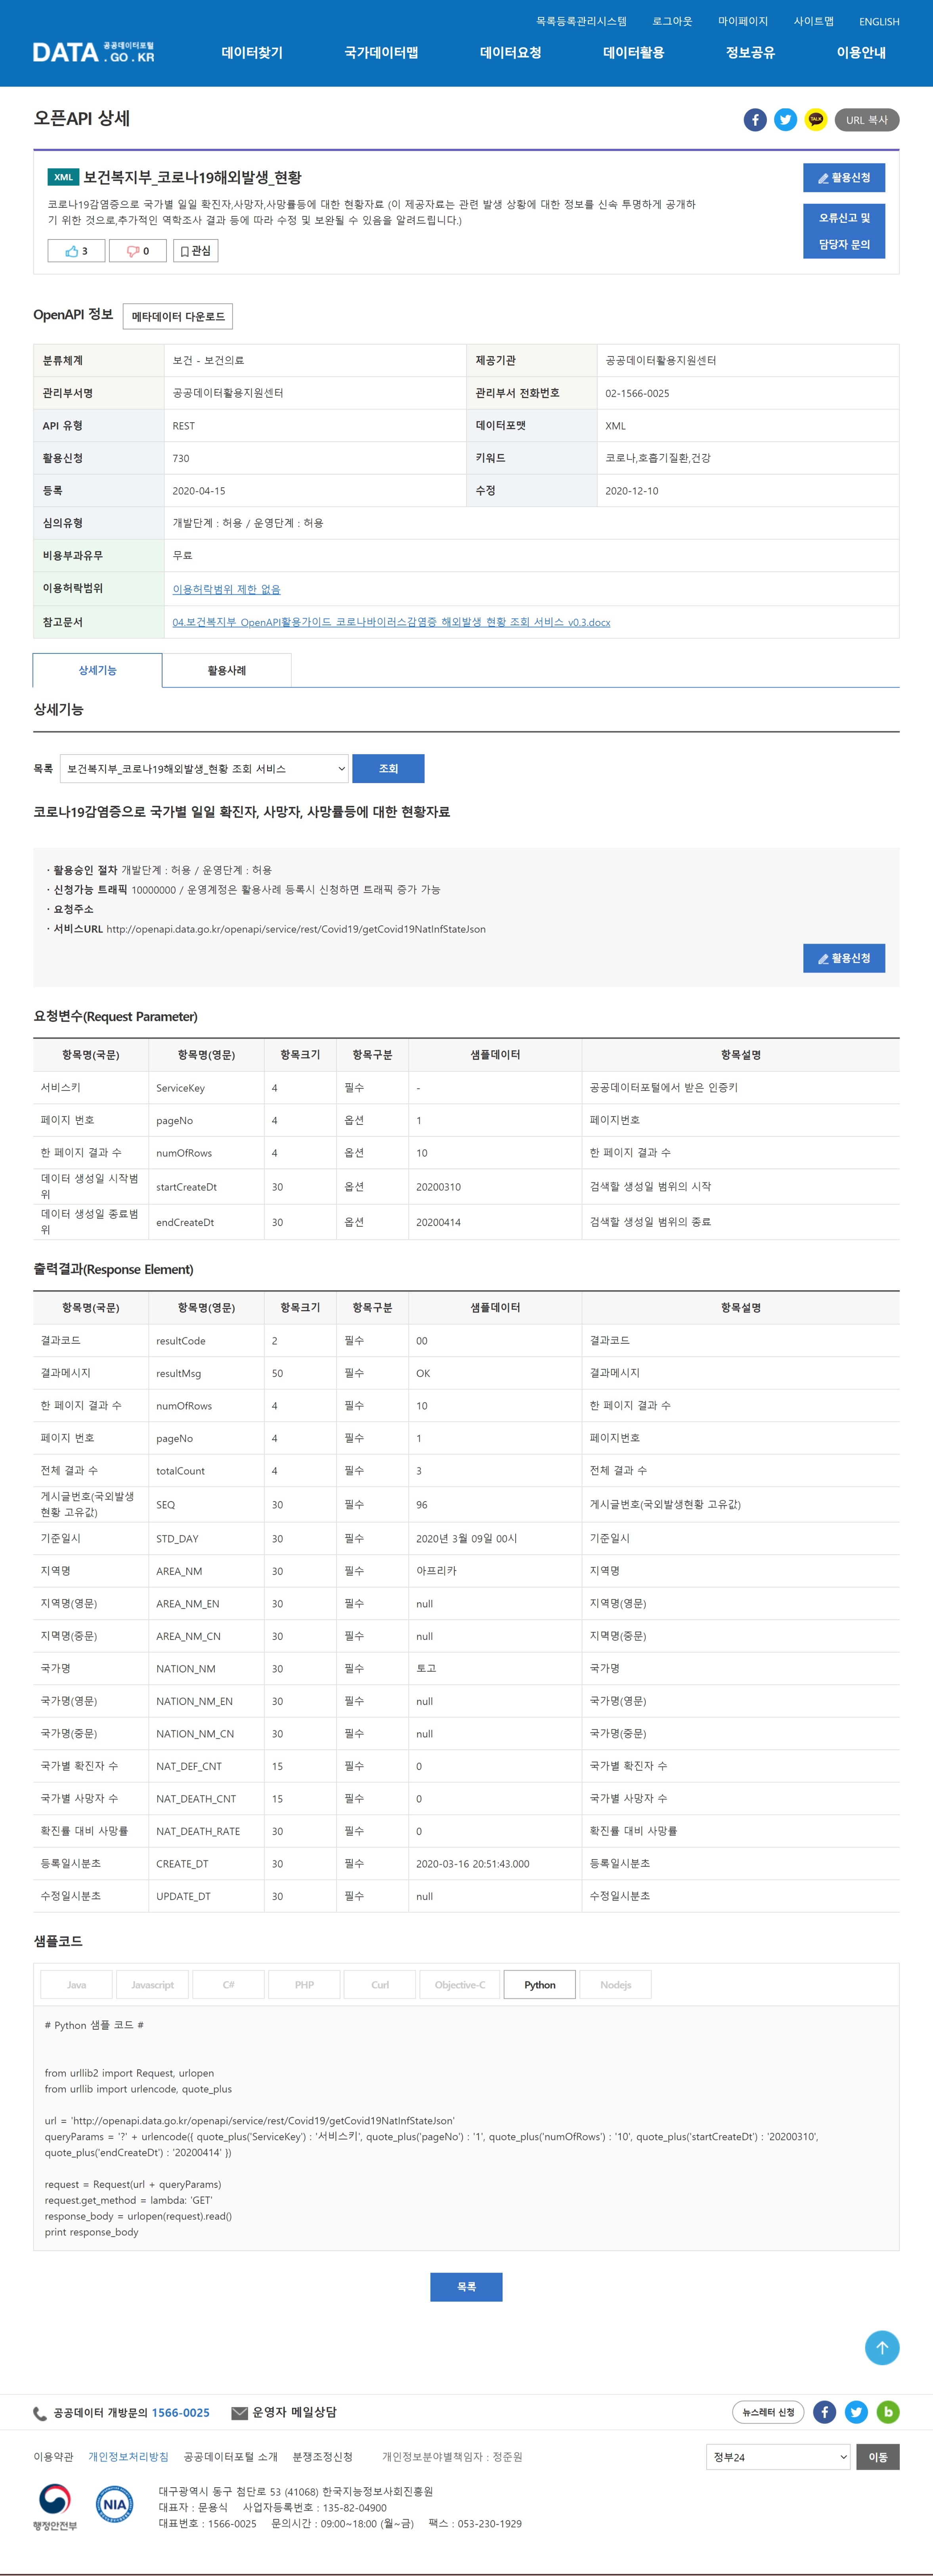 목록등록관리시스템 로그아웃 마이페이지 사이트맵 ENGLISH
DATA 공공데이터포털 .GO.KR 데이터찾기 국가데이터맵 데이터요청 데이터활용 정보공유 이용안내
오픈API 상세 f TALK URL 복사
XML 보건복지부_코로나19해외발생_현황 활용신청
코로나19감염증으로 국가별 일일 확진자,사망자,사망률등에 대한 현황자료 (이 제공자료는 관련 발생 상황에 대한 정보를 신속 투명하게 공개하
기 위한 것으로,추가적인 역학조사 결과 등에 따라 수정 및 보완될 수 있음을 알려드립니다.)
오류신고 및
담당자 문의
3 0 관심
OpenAPI 정보 메타데이터 다운로드
분류체계 보건 - 보건의료 제공기관 공공데이터활용지원센터
관리부서명 공공데이터활용지원센터 관리부서 전화번호 02-1566-0025
API 유형 REST 데이터포맷 XML
활용신청 730 키워드 코로나,호흡기질환,건강
등록 2020-04-15 수정 2020-12-10
심의유형 개발단계 : 허용 / 운영단계 : 허용
비용부과유무 무료
이용허락범위 이용허락범위 제한 없음
참고문서 04.보건복지부_OpenAPI활용가이드_코로나바이러스감염증_해외발생_현황_조회_서비스_v0.3.docx
상세기능 활용사례
상세기능
목록 보건복지부_코로나19해외발생_현황 조회 서비스 조회
코로나19감염증으로 국가별 일일 확진자, 사망자, 사망률등에 대한 현황자료
· 활용승인 절차 개발단계 : 허용 / 운영단계 : 허용
· 신청가능 트래픽 10000000 / 운영계정은 활용사례 등록시 신청하면 트래픽 증가 가능
· 요청주소
· 서비스URL http://openapi.data.go.kr/openapi/service/rest/Covid19/getCovid19NatInfStateJson
활용신청
요청변수(Request Parameter)
항목명(국문) 항목명(영문) 항목크기 항목구분 샘플데이터 항목설명
서비스키 ServiceKey 4 필수 - 공공데이터포털에서 받은 인증키
페이지 번호 pageNo 4 옵션 1 페이지번호
한 페이지 결과 수 numOfRows 4 옵션 10 한 페이지 결과 수
데이터 생성일 시작범
위 startCreateDt 30 옵션 20200310 검색할 생성일 범위의 시작
데이터 생성일 종료범
위 endCreateDt 30 옵션 20200414 검색할 생성일 범위의 종료
출력결과(Response Element)
항목명(국문) 항목명(영문) 항목크기 항목구분 샘플데이터 항목설명
결과코드 resultCode 2 필수 00 결과코드
결과메시지 resultMsg 50 필수 OK 결과메시지
한 페이지 결과 수 numOfRows 4 필수 10 한 페이지 결과 수
페이지 번호 pageNo 4 필수 1 페이지번호
전체 결과 수 totalCount 4 필수 3 전체 결과 수
게시글번호(국외발생
현황 고유값) SEQ 30 필수 96 게시글번호(국외발생현황 고유값)
기준일시 STD_DAY 30 필수 2020년 3월 09일 00시 기준일시
지역명 AREA_NM 30 필수 아프리카 지역명
지역명(영문) AREA_NM_EN 30 필수 null 지역명(영문)
지멱명(중문) AREA_NM_CN 30 필수 null 지멱명(중문)
국가명 NATION_NM 30 필수 토고 국가명
국가명(영문) NATION_NM_EN 30 필수 null 국가명(영문)
국가명(중문) NATION_NM_CN 30 필수 null 국가명(중문)
국가별 확진자 수 NAT_DEF_CNT 15 필수 0 국가별 확진자 수
국가별 사망자 수 NAT_DEATH_CNT 15 필수 0 국가별 사망자 수
확진률 대비 사망률 NAT_DEATH_RATE 30 필수 0 확진률 대비 사망률
등록일시분초 CREATE_DT 30 필수 2020-03-16 20:51:43.000 등록일시분초
수정일시분초 UPDATE_DT 30 필수 null 수정일시분초
샘플코드
Java Javascript C# PHP Curl Objective-C Python Nodejs
# Python 샘플 코드 #
from urllib2 import Request, urlopen
from urllib import urlencode, quote_plus
url = 'http://openapi.data.go.kr/openapi/service/rest/Covid19/getCovid19NatInfStateJson'
queryParams = '?' + urlencode({ quote_plus('ServiceKey') : '서비스키', quote_plus('pageNo') : '1', quote_plus('numOfRows') : '10', quote_plus('startCreateDt') : '20200310',
quote_plus('endCreateDt') : '20200414' })
request = Request(url + queryParams)
request.get_method = lambda: 'GET'
response_body = urlopen(request).read()
print response_body
목록
공공데이터 개방문의 1566-0025 운영자 메일상담 뉴스레터 신청 f b
이용약관 개인정보처리방침 공공데이터포털 소개 분쟁조정신청 개인정보분야별책임자 : 정준원 정부24 이동
행정안전부 NIA
대구광역시 동구 첨단로 53 (41068) 한국지능정보사회진흥원
대표자 : 문용식 사업자등록번호 : 135-82-04900
대표번호 : 1566-0025 문의시간 : 09:00~18:00 (월~금) 팩스 : 053-230-1929